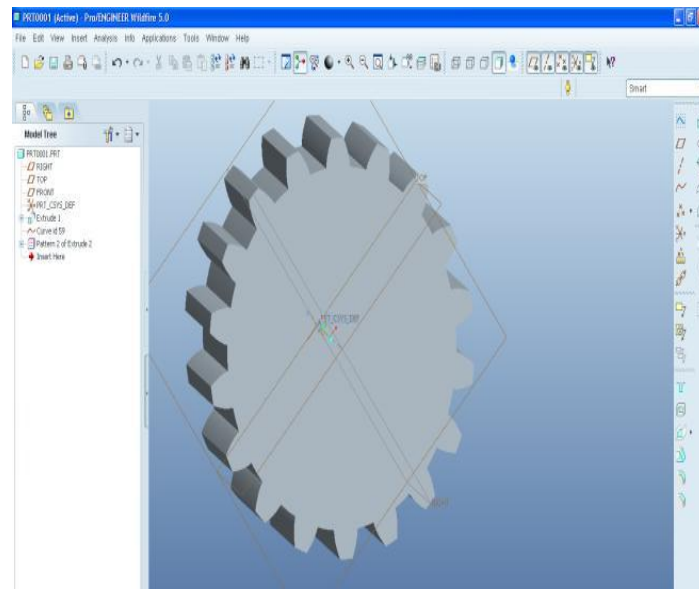 PRT0001 (Active) - Pro/ENGINEER Wildfire 5.0
File Edit View Insert Analysis Info Applications Tools Window Help
Smart
Model Tree
PRT0001.PRT
RIGHT
TOP
FRONT
PRT_CSYS_DEF
Extrude 1
Curve id 59
Pattern 2 of Extrude 2
Insert Here
TOP
PRT_CSYS_DEF
RIGHT